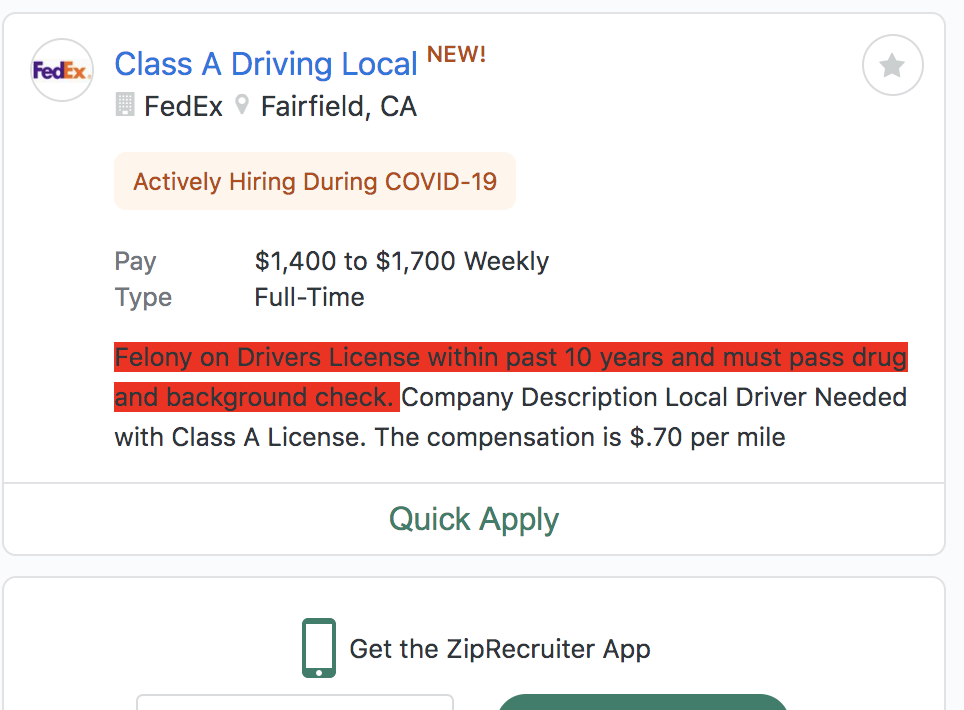 FedEx.
Class A Driving Local NEW!
FedEx Fairfield, CA
Actively Hiring During COVID-19
Pay $1,400 to $1,700 Weekly
Type Full-Time
Felony on Drivers License within past 10 years and must pass drug
and background check. Company Description Local Driver Needed
with Class A License. The compensation is $.70 per mile
Quick Apply
Get the ZipRecruiter App